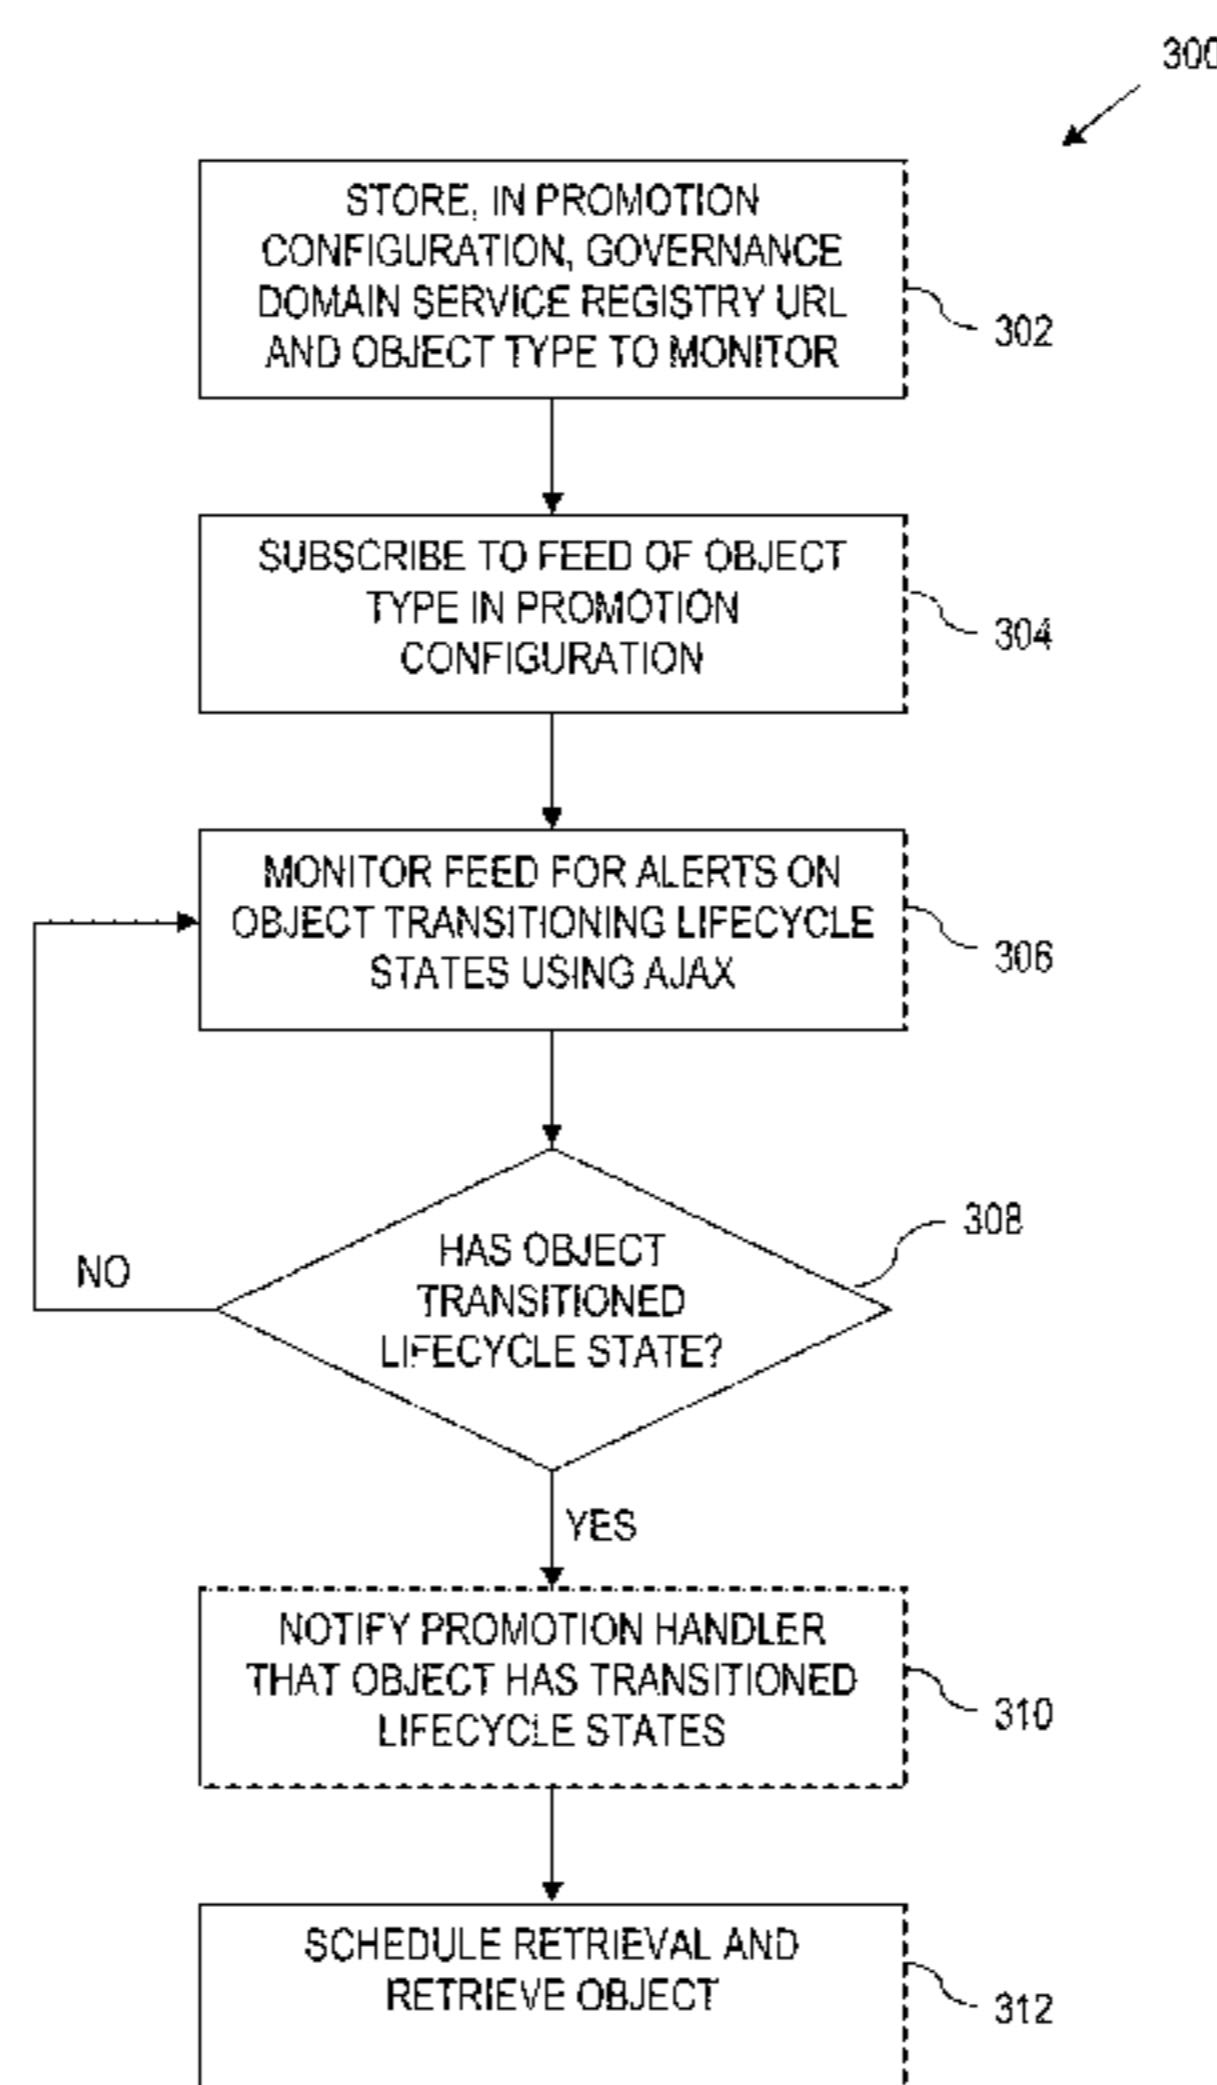 300
STORE, IN PROMOTION
CONFIGURATION, GOVERNANCE
DOMAIN SERVICE REGISTRY URL
AND OBJECT TYPE TO MONITOR
302
SUBSCRIBE TO FEED OF OBJECT
TYPE IN PROMOTION
CONFIGURATION
304
MONITOR FEED FOR ALERTS ON
OBJECT TRANSITIONING LIFECYCLE
STATES USING AJAX
306
HAS OBJECT
TRANSITIONED
LIFECYCLE STATE?
308
NO
YES
NOTIFY PROMOTION HANDLER
THAT OBJECT HAS TRANSITIONED
LIFECYCLE STATES
310
SCHEDULE RETRIEVAL AND
RETRIEVE OBJECT
312